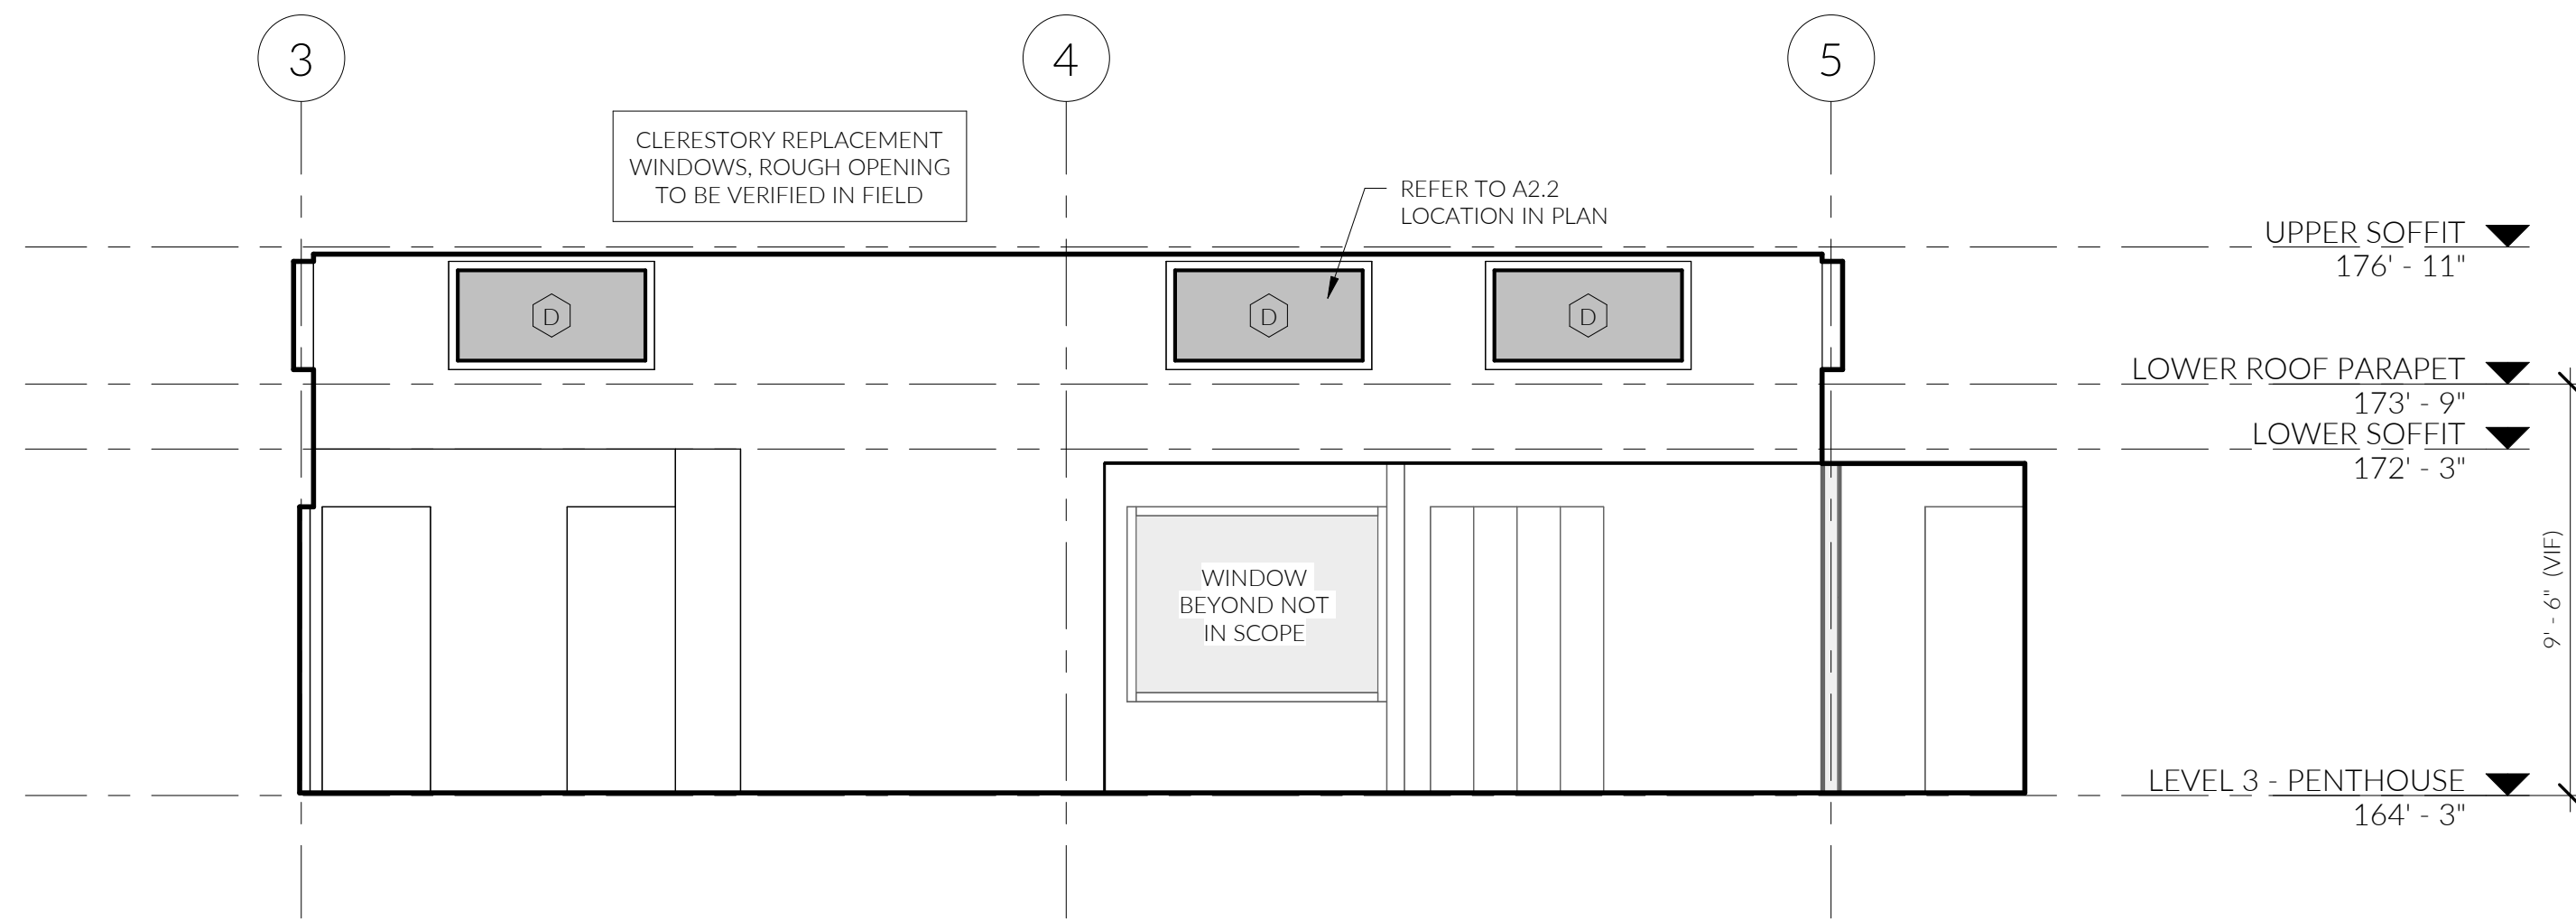 3
4
5
CLERESTORY REPLACEMENT
WINDOWS, ROUGH OPENING
TO BE VERIFIED IN FIELD
REFER TO A2.2
LOCATION IN PLAN
UPPER SOFFIT
176' - 11"
D
D
D
LOWER ROOF PARAPET
173' - 9"
LOWER SOFFIT
172' - 3"
WINDOW
BEYOND NOT
IN SCOPE
9' - 6" (VIF)
LEVEL 3 - PENTHOUSE
164' - 3"